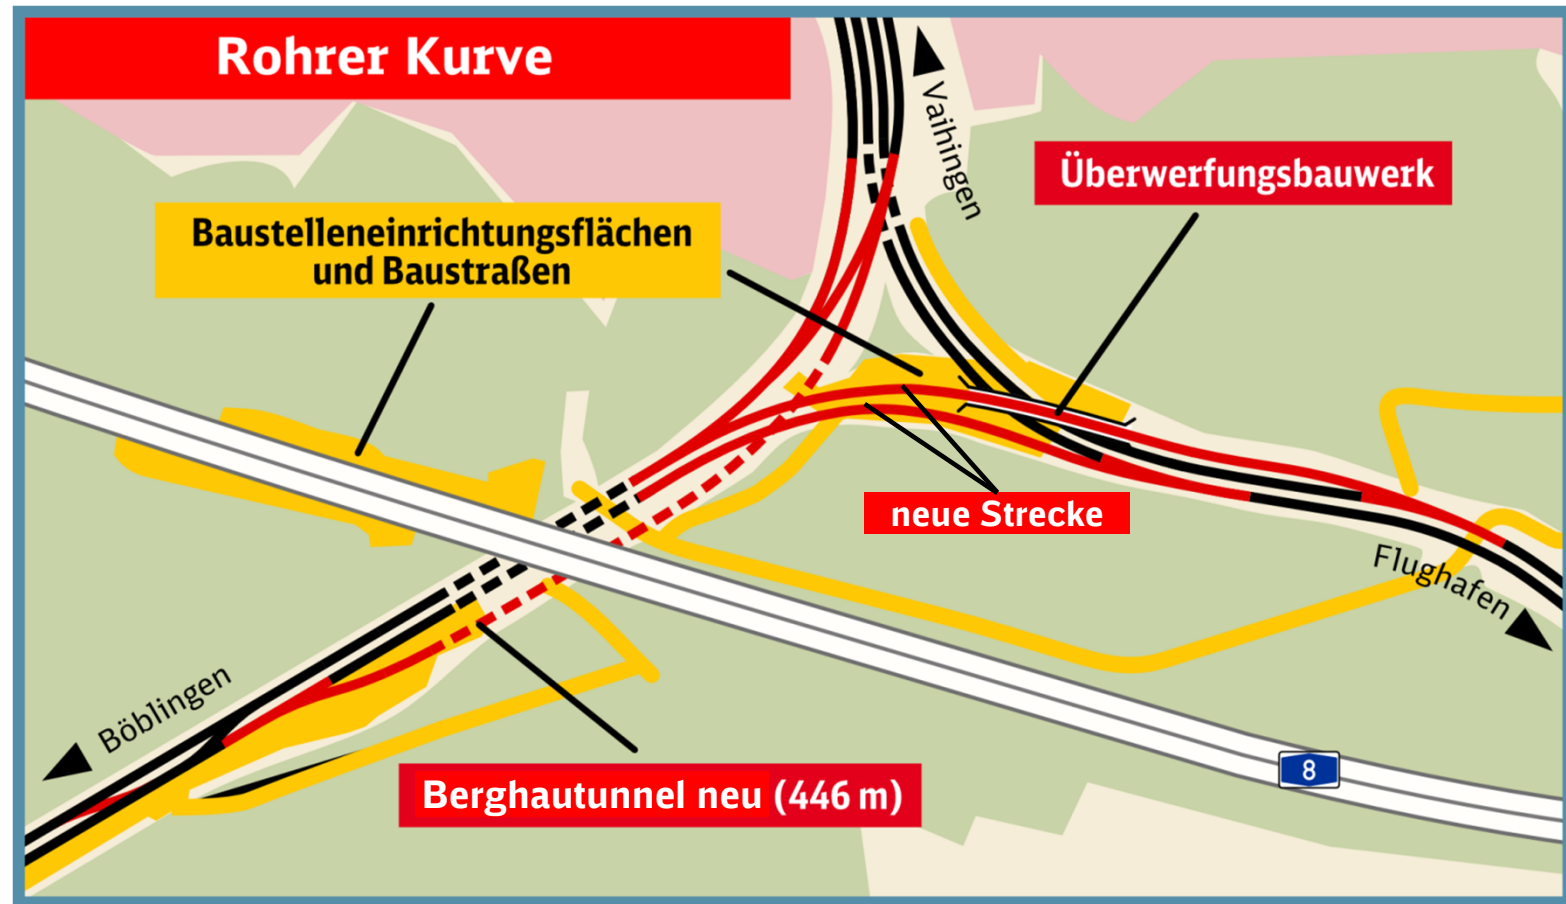 Rohrer Kurve
Vaihingen
Überwerfungsbauwerk
Baustelleneinrichtungsflächen
und Baustraßen
neue Strecke
Flughafen
Böblingen
8
Berghautunnel neu (446 m)